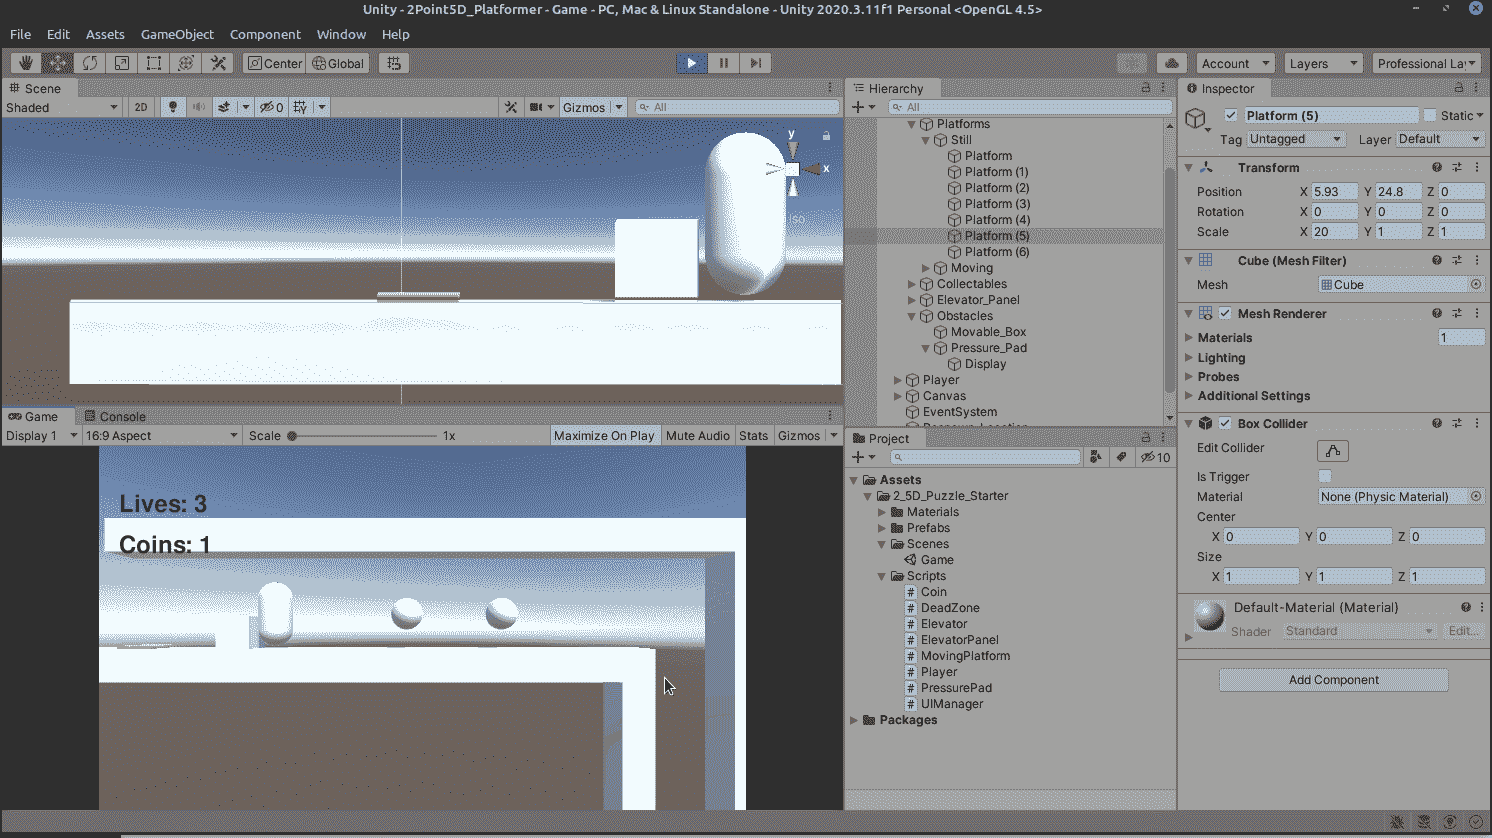 Unity - 2Point5D_Platformer - Game - PC, Mac & Linux Standalone - Unity 2020.3.11f1 Personal <OpenGL 4.5>
File Edit Assets GameObject Component Window Help
Center Global Account Layers Professional Lay
Scene
Shaded 2D 0 Gizmos All
y
x
Iso
Game Console
Display 1 16:9 Aspect Scale 1x Maximize On Play Mute Audio Stats Gizmos
Lives: 3
Coins: 1
Hierarchy
All
Platforms
Still
Platform
Platform (1)
Platform (2)
Platform (3)
Platform (4)
Platform (5)
Platform (6)
Moving
Collectables
Elevator_Panel
Obstacles
Movable_Box
Pressure_Pad
Display
Player
Canvas
EventSystem
Project
10
Assets
2_5D_Puzzle_Starter
Materials
Prefabs
Scenes
Game
Scripts
Coin
DeadZone
Elevator
ElevatorPanel
MovingPlatform
Player
PressurePad
UIManager
Packages
Inspector
Platform (5) Static
Tag Untagged Layer Default
Transform
Position X 5.93 Y 24.8 Z 0
Rotation X 0 Y 0 Z 0
Scale X 20 Y 1 Z 1
Cube (Mesh Filter)
Mesh Cube
Mesh Renderer
Materials 1
Lighting
Probes
Additional Settings
Box Collider
Edit Collider
Is Trigger
Material None (Physic Material)
Center
X 0 Y 0 Z 0
Size
X 1 Y 1 Z 1
Default-Material (Material)
Shader Standard Edit...
Add Component